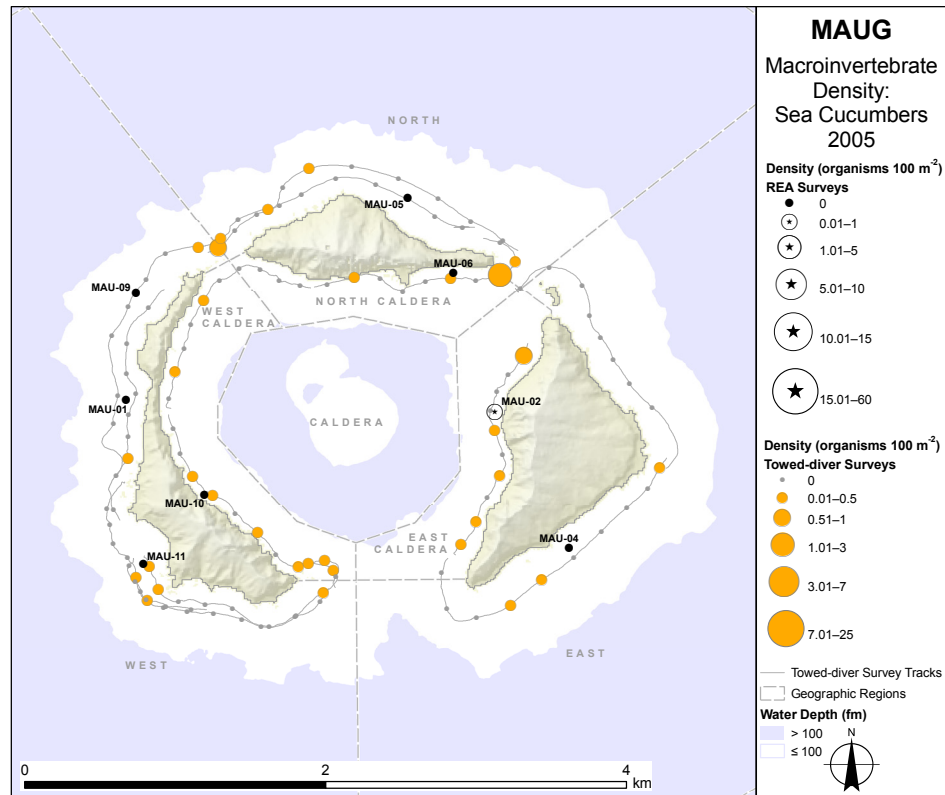 NORTH
MAU-05
MAU-06
MAU-09
NORTH CALDERA
WEST
CALDERA
MAU-01
MAU-02
CALDERA
MAU-10
EAST
CALDERA
MAU-04
MAU-11
WEST
EAST
0
2
4
km
MAUG
Macroinvertebrate
Density:
Sea Cucumbers
2005
Density (organisms 100 m⁻²)
REA Surveys
0
0.01–1
1.01–5
5.01–10
10.01–15
15.01–60
Density (organisms 100 m⁻²)
Towed-diver Surveys
0
0.01–0.5
0.51–1
1.01–3
3.01–7
7.01–25
Towed-diver Survey Tracks
Geographic Regions
Water Depth (fm)
> 100
≤ 100
N